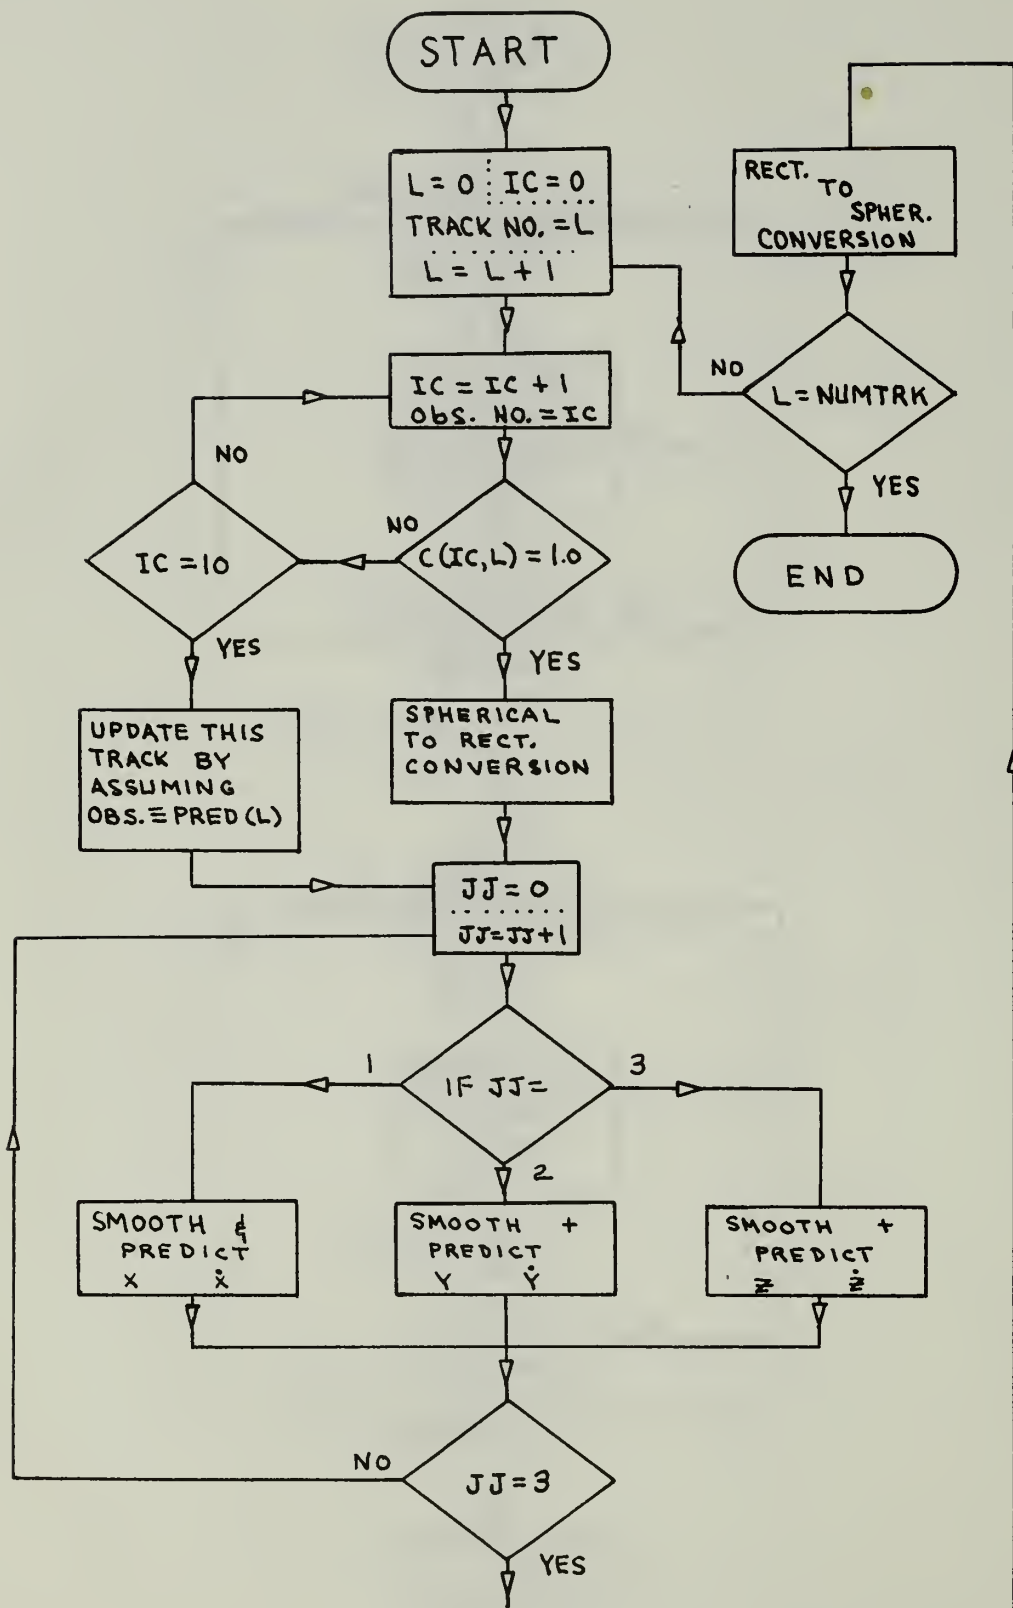 START
L = 0 IC = 0
TRACK NO. = L
L = L + 1
RECT.
TO
SPHER.
CONVERSION
IC = IC + 1
Obs. NO. = IC
NO
L = NUMTRK
YES
END
NO
IC = 10
YES
NO
C(IC,L) = 1.0
YES
UPDATE THIS
TRACK BY
ASSUMING
OBS. ≡ PRED(L)
SPHERICAL
TO RECT.
CONVERSION
JJ = 0
JJ = JJ + 1
1
IF JJ =
3
2
SMOOTH &
PREDICT
X Ẋ
SMOOTH +
PREDICT
Y Ẏ
SMOOTH +
PREDICT
Z Ż
NO
JJ = 3
YES